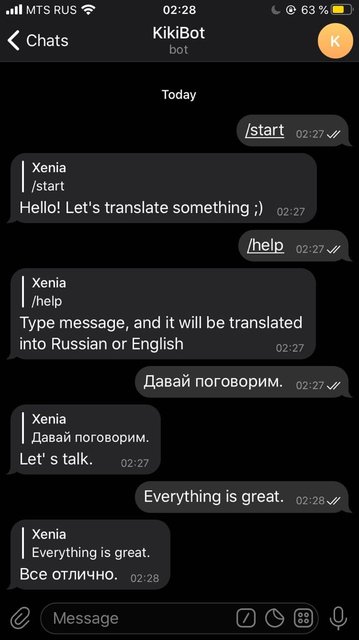 MTS RUS 02:28 63 %
Chats KikiBot K
bot
Today
/start 02:27
Xenia
/start
Hello! Let's translate something ;) 02:27
/help 02:27
Xenia
/help
Type message, and it will be translated
into Russian or English 02:27
Давай поговорим. 02:27
Xenia
Давай поговорим.
Let' s talk. 02:27
Everything is great. 02:28
Xenia
Everything is great.
Все отлично. 02:28
Message